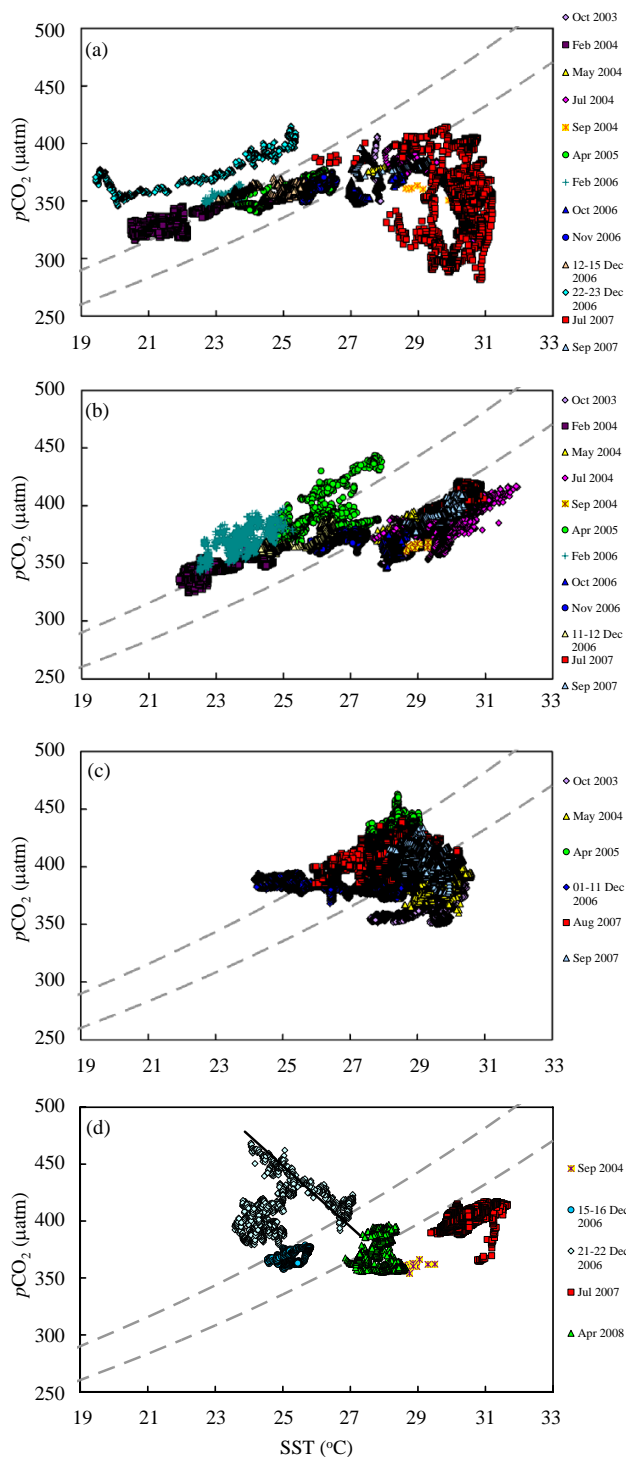 (a)
500
450
400
350
300
250
pCO2 (µatm)
19 21 23 25 27 29 31 33
Oct 2003
Feb 2004
May 2004
Jul 2004
Sep 2004
Apr 2005
Feb 2006
Oct 2006
Nov 2006
12-15 Dec
2006
22-23 Dec
2006
Jul 2007
Sep 2007
(b)
500
450
400
350
300
250
pCO2 (µatm)
19 21 23 25 27 29 31 33
Oct 2003
Feb 2004
May 2004
Jul 2004
Sep 2004
Apr 2005
Feb 2006
Oct 2006
Nov 2006
11-12 Dec
2006
Jul 2007
Sep 2007
(c)
500
450
400
350
300
250
pCO2 (µatm)
19 21 23 25 27 29 31 33
Oct 2003
May 2004
Apr 2005
01-11 Dec
2006
Aug 2007
Sep 2007
(d)
500
450
400
350
300
250
pCO2 (µatm)
19 21 23 25 27 29 31 33
SST (oC)
Sep 2004
15-16 Dec
2006
21-22 Dec
2006
Jul 2007
Apr 2008